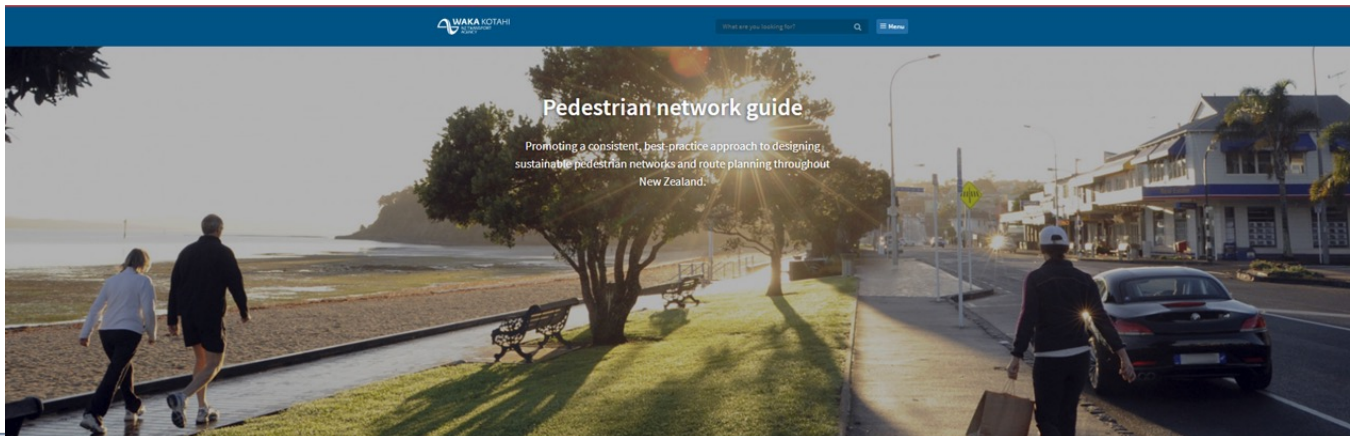 WAKA KOTAHI
NZ TRANSPORT
AGENCY
What are you looking for?
Menu
Pedestrian network guide
Promoting a consistent, best-practice approach to designing
sustainable pedestrian networks and route planning throughout
New Zealand.